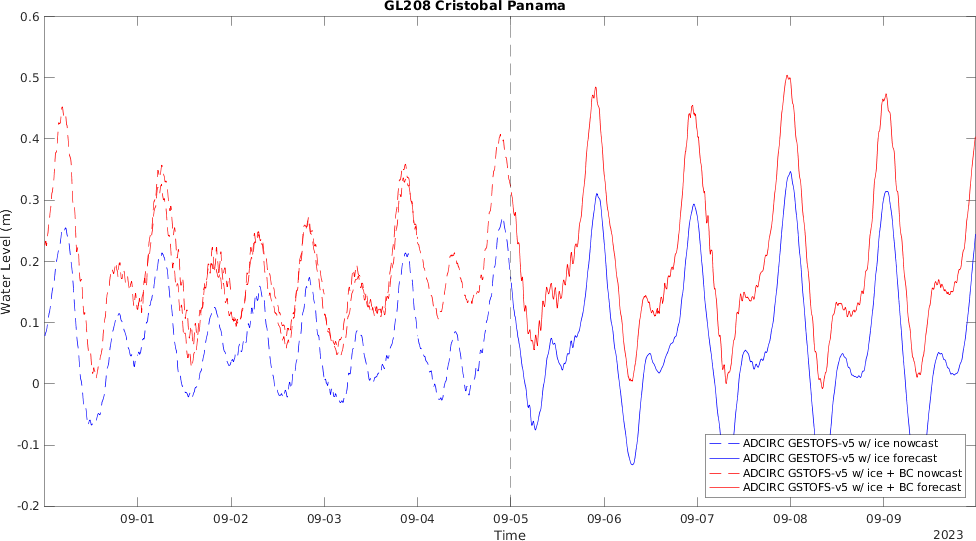 GL208 Cristobal Panama
0.6
0.5
0.4
0.3
0.2
0.1
0
-0.1
-0.2
Water Level (m)
ADCIRC GESTOFS-v5 w/ ice nowcast
ADCIRC GESTOFS-v5 w/ ice forecast
ADCIRC GSTOFS-v5 w/ ice + BC nowcast
ADCIRC GSTOFS-v5 w/ ice + BC forecast
09-01 09-02 09-03 09-04 09-05 09-06 09-07 09-08 09-09
Time
2023